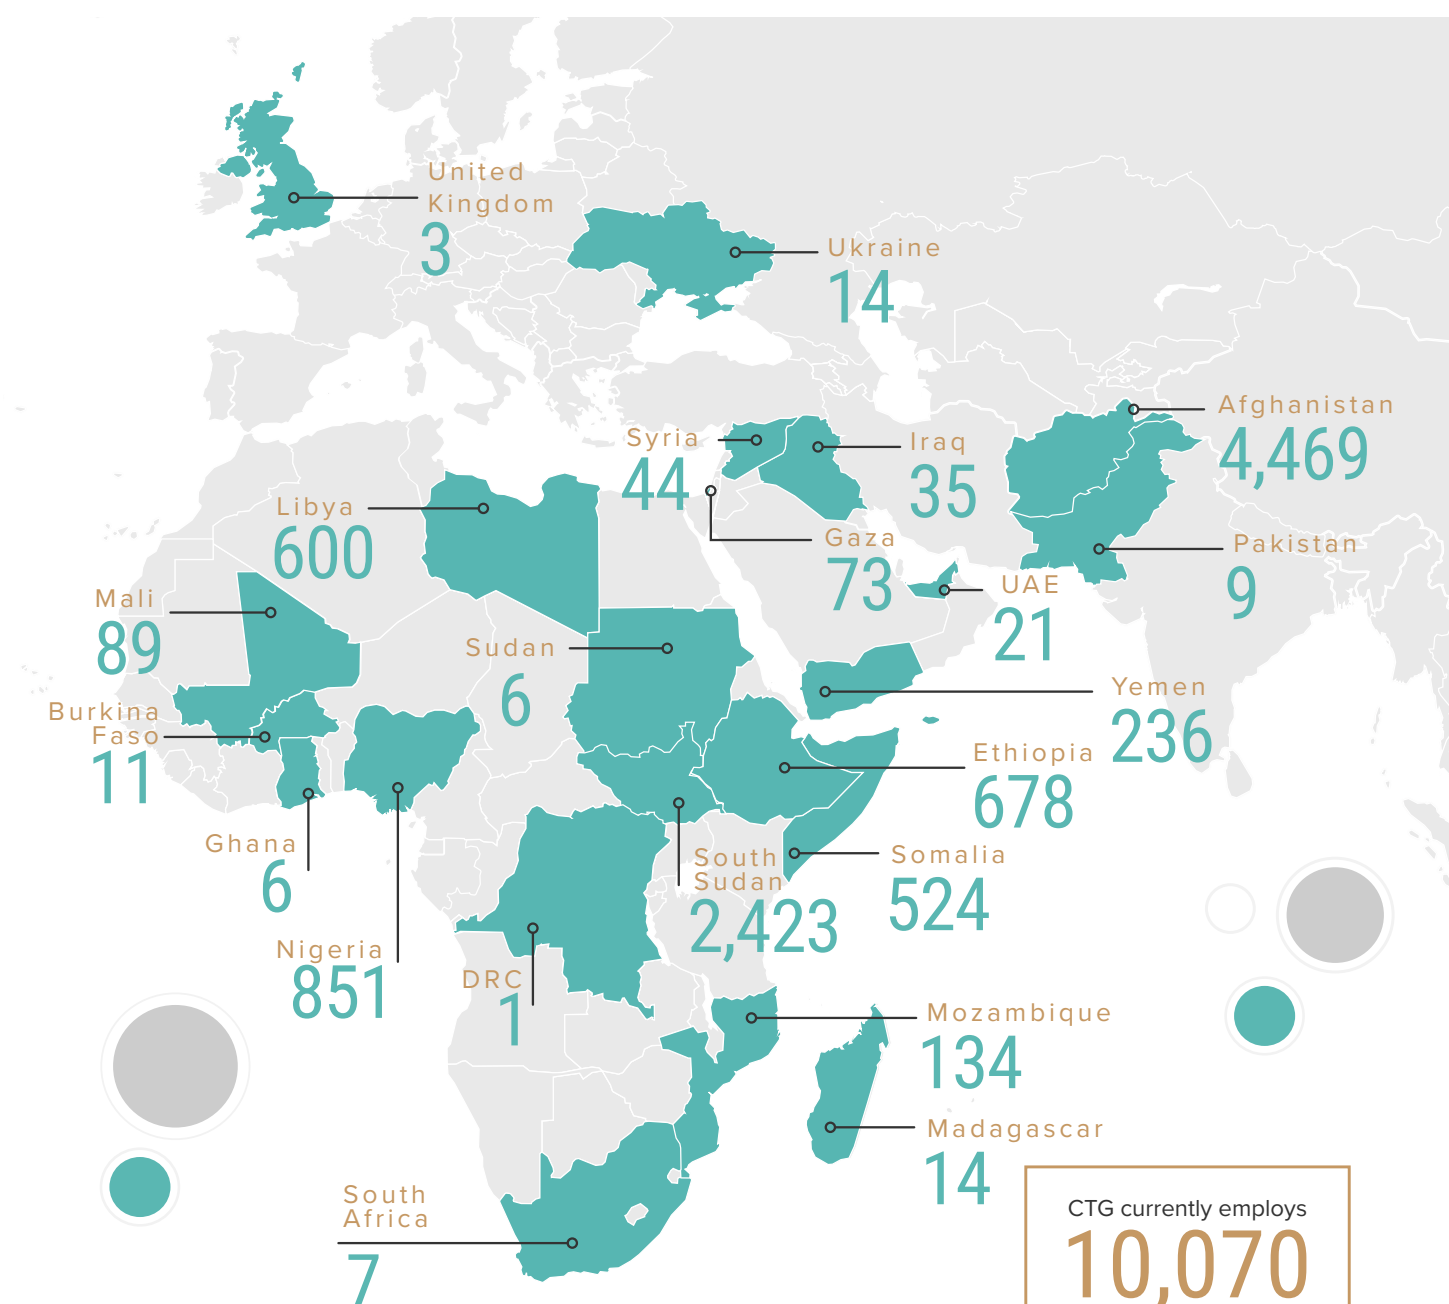 United
Kingdom
3
Ukraine
14
Afghanistan
4,469
Syria
44
Iraq
35
Libya
600
Gaza
73
Pakistan
9
UAE
21
Mali
89
Sudan
6
Yemen
236
Burkina
Faso
11
Ethiopia
678
Ghana
6
South
Sudan
2,423
Somalia
524
Nigeria
851
DRC
1
Mozambique
134
Madagascar
14
South
Africa
7
CTG currently employs
10,070